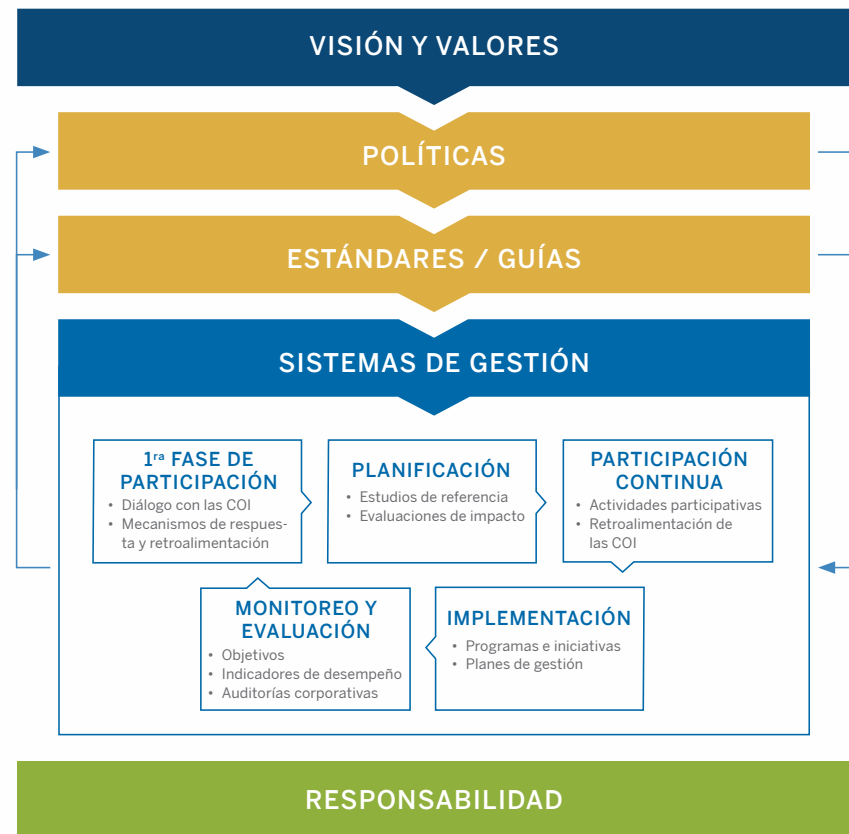 VISIÓN Y VALORES
POLÍTICAS
ESTÁNDARES / GUÍAS
SISTEMAS DE GESTIÓN
1ra FASE DE
PARTICIPACIÓN
• Diálogo con las COI
• Mecanismos de respues-
ta y retroalimentación
PLANIFICACIÓN
• Estudios de referencia
• Evaluaciones de impacto
PARTICIPACIÓN
CONTINUA
• Actividades participativas
• Retroalimentación de
las COI
MONITOREO Y
EVALUACIÓN
• Objetivos
• Indicadores de desempeño
• Auditorías corporativas
IMPLEMENTACIÓN
• Programas e iniciativas
• Planes de gestión
RESPONSABILIDAD